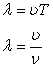 λ = υT
λ = υ/ν